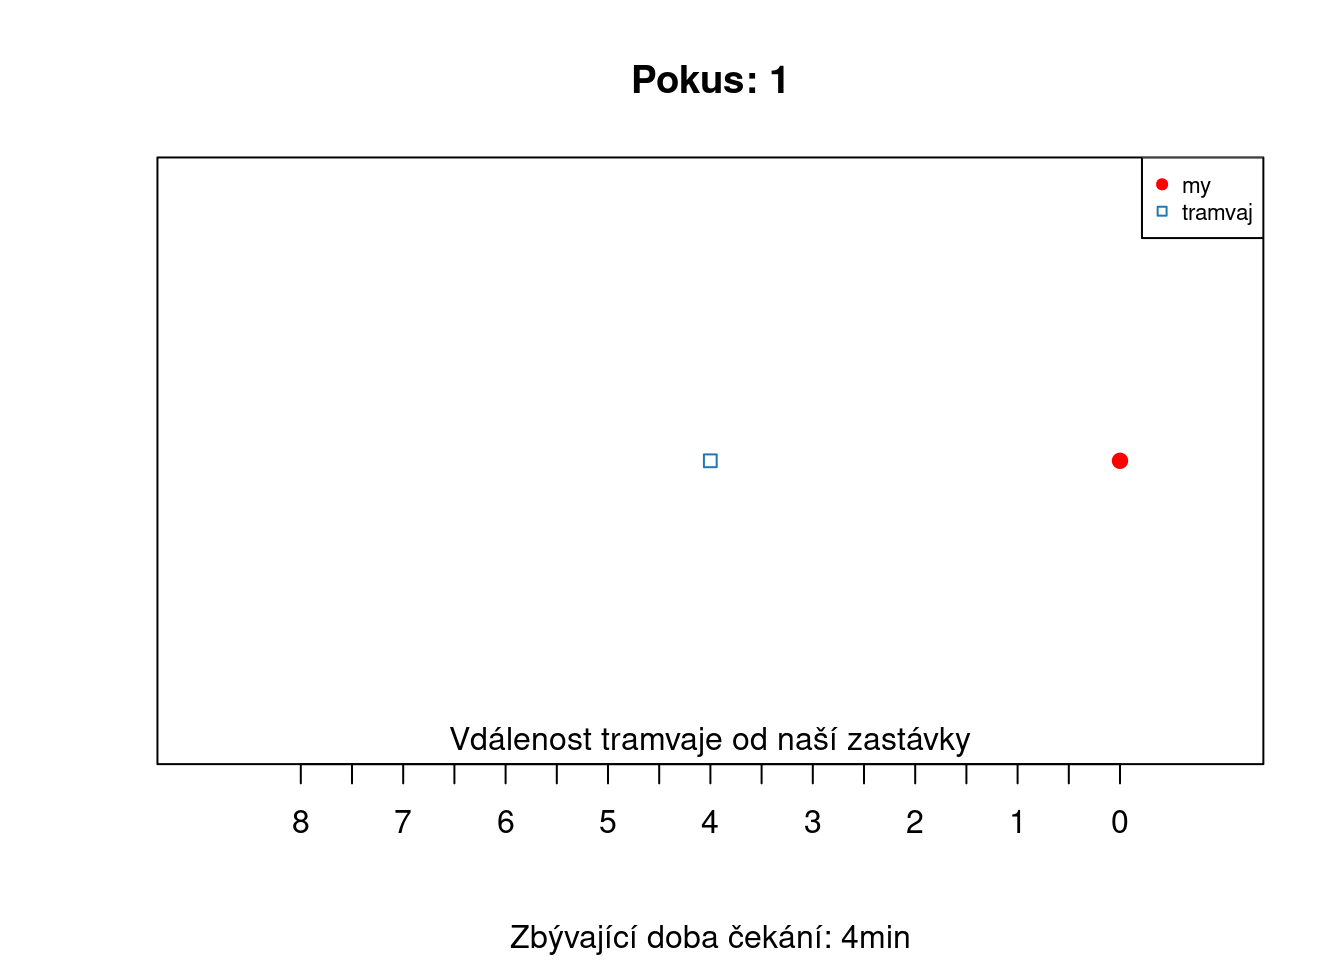 Pokus: 1
my
tramvaj
Vdálenost tramvaje od naší zastávky
8 7 6 5 4 3 2 1 0
Zbývající doba čekání: 4min